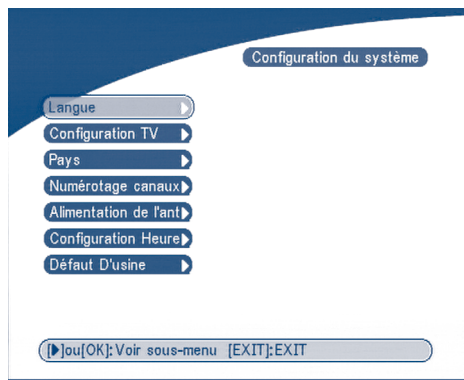 Configuration du système
Langue
Configuration TV
Pays
Numérotage canaux
Alimentation de l'ant
Configuration Heure
Défaut D'usine
[▶]ou[OK]:Voir sous-menu [EXIT]:EXIT